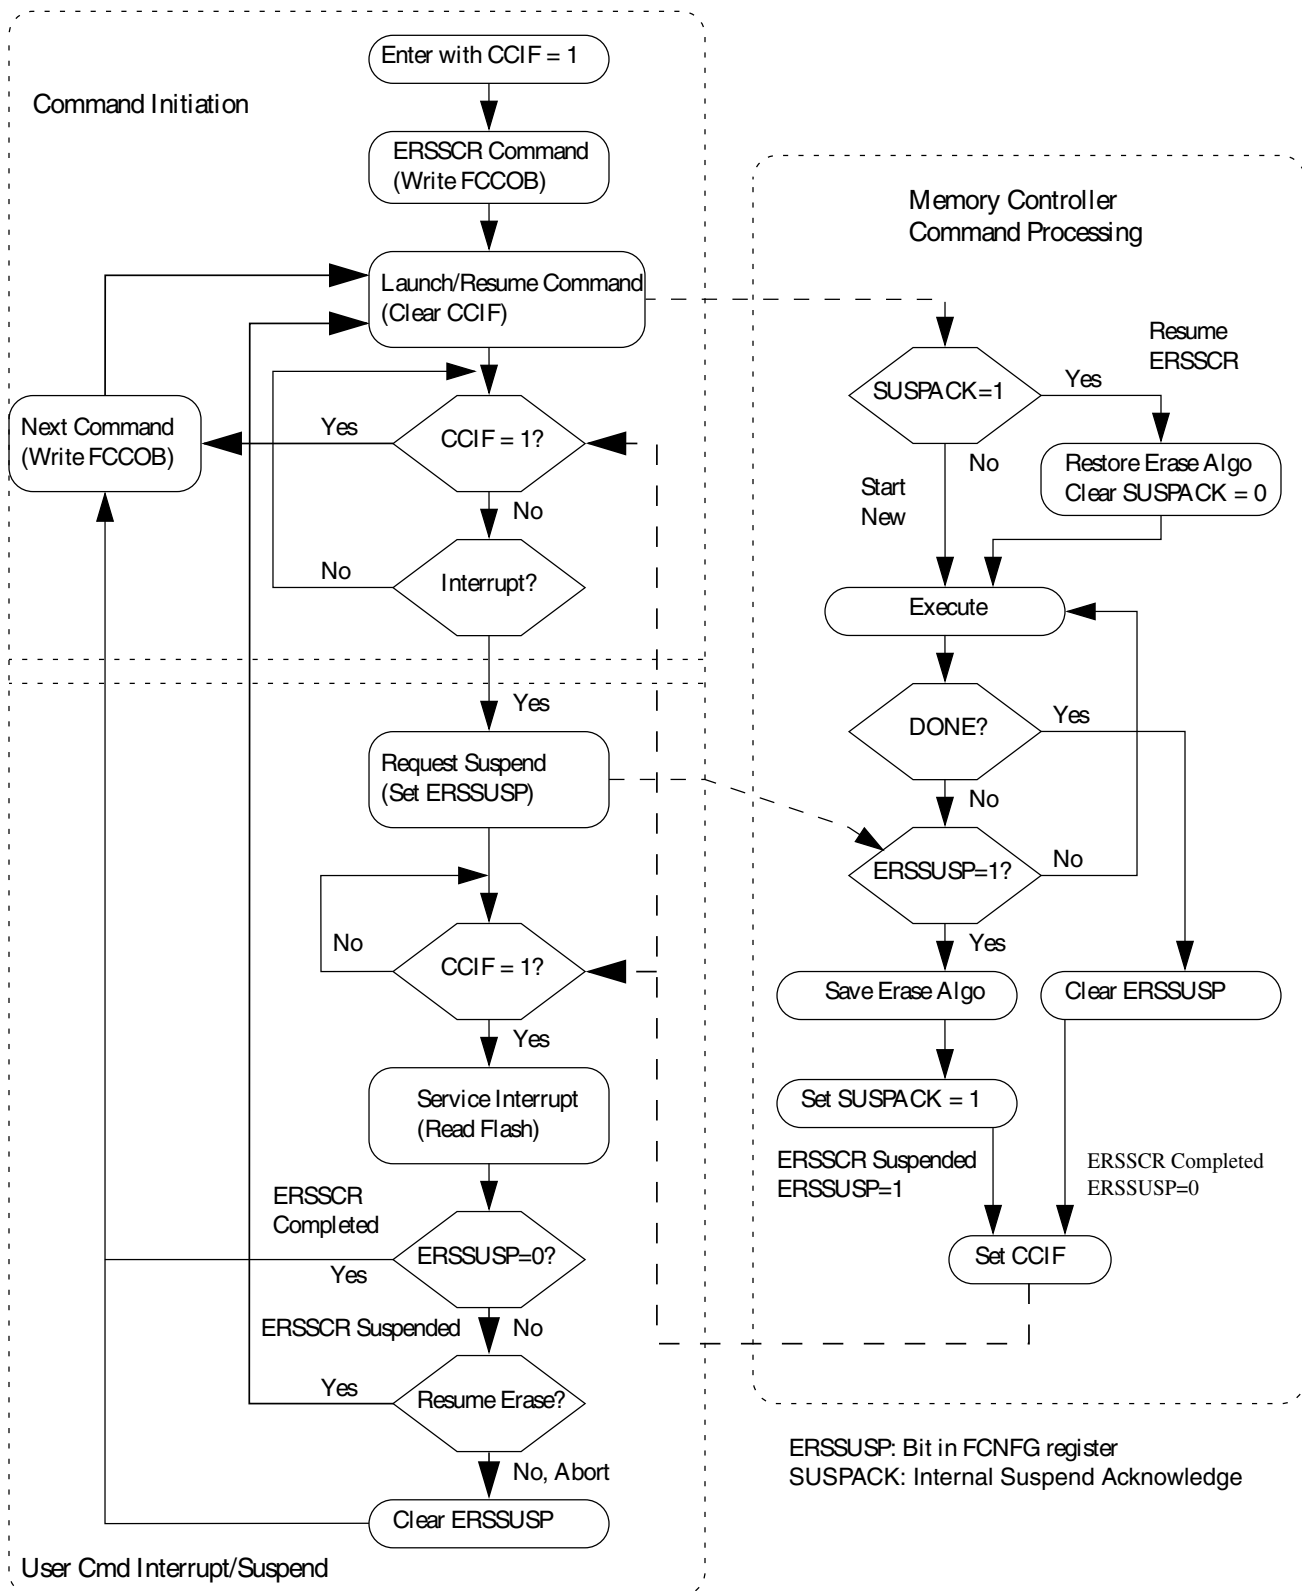 Enter with CCIF = 1
Command Initiation
ERSSCR Command
(Write FCCOB)
Launch/Resume Command
(Clear CCIF)
Next Command
(Write FCCOB)
Yes
CCIF = 1?
No
No
Interrupt?
Yes
Request Suspend
(Set ERSSUSP)
No
CCIF = 1?
Yes
Service Interrupt
(Read Flash)
ERSSCR
Completed
ERSSUSP=0?
Yes
ERSSCR Suspended
No
Yes
Resume Erase?
No, Abort
Clear ERSSUSP
User Cmd Interrupt/Suspend
Memory Controller
Command Processing
Resume
ERSSCR
SUSPACK=1
Yes
No
Restore Erase Algo
Clear SUSPACK = 0
Start
New
Execute
DONE?
Yes
No
ERSSUSP=1?
No
Yes
Save Erase Algo
Clear ERSSUSP
Set SUSPACK = 1
ERSSCR Suspended
ERSSUSP=1
ERSSCR Completed
ERSSUSP=0
Set CCIF
ERSSUSP: Bit in FCNFG register
SUSPACK: Internal Suspend Acknowledge